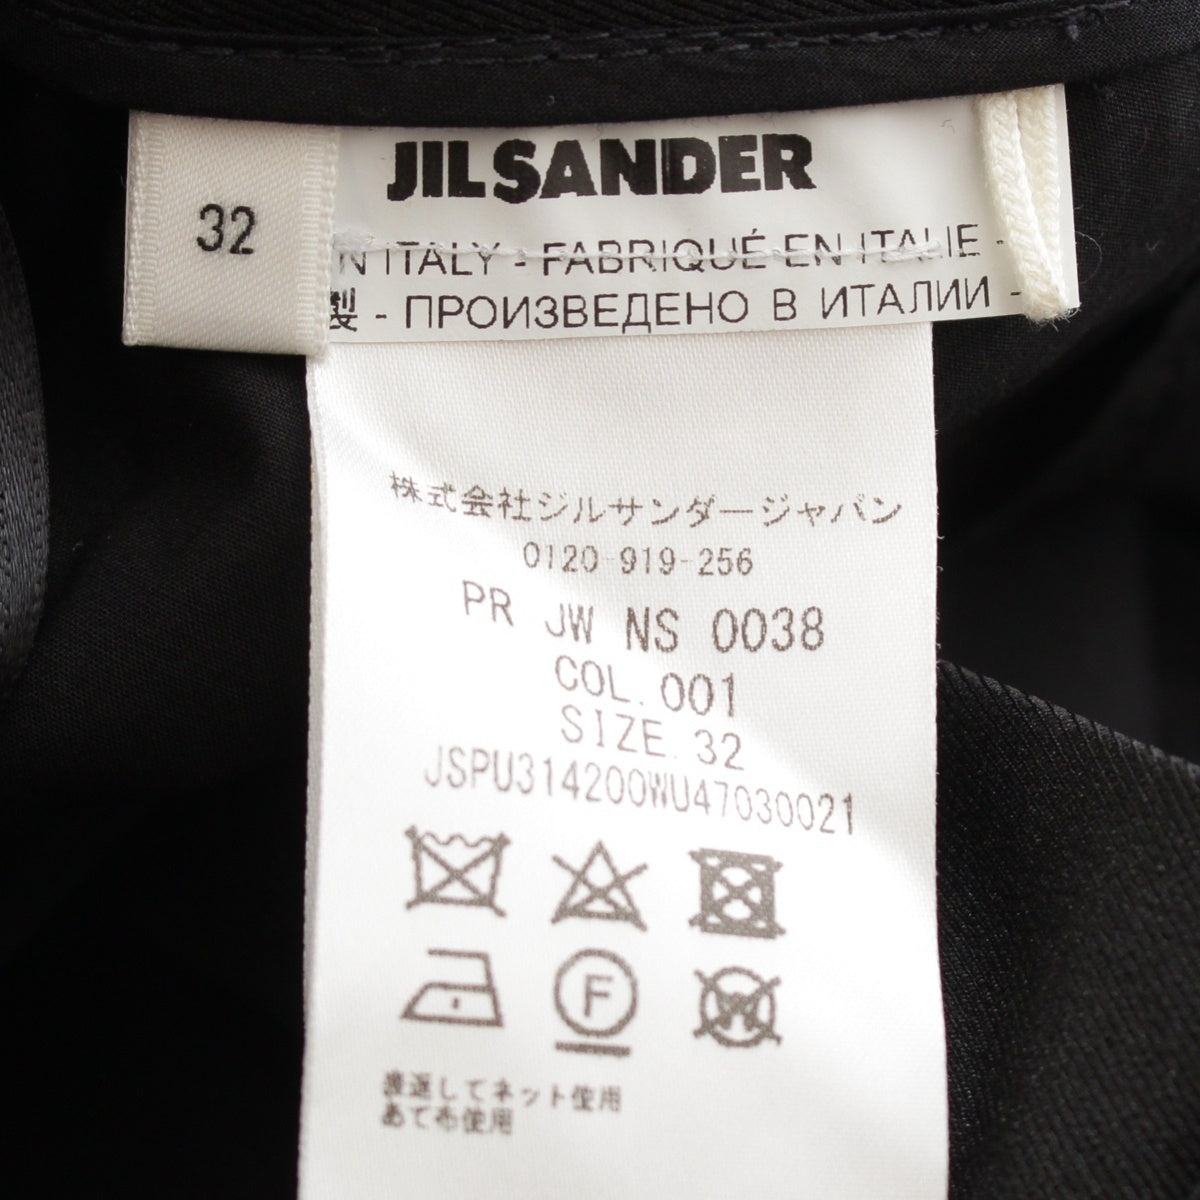 32
JIL SANDER
N ITALY - FABRIQUÉ EN ITALIE -
製 - ПРОИЗВЕДЕНО В ИТАЛИИ -
株式会社ジルサンダージャパン
0120-919-256
PR JW NS 0038
COL. 001
SIZE. 32
JSPU314200WU47030021
F
W
裏返してネット使用
あて布使用